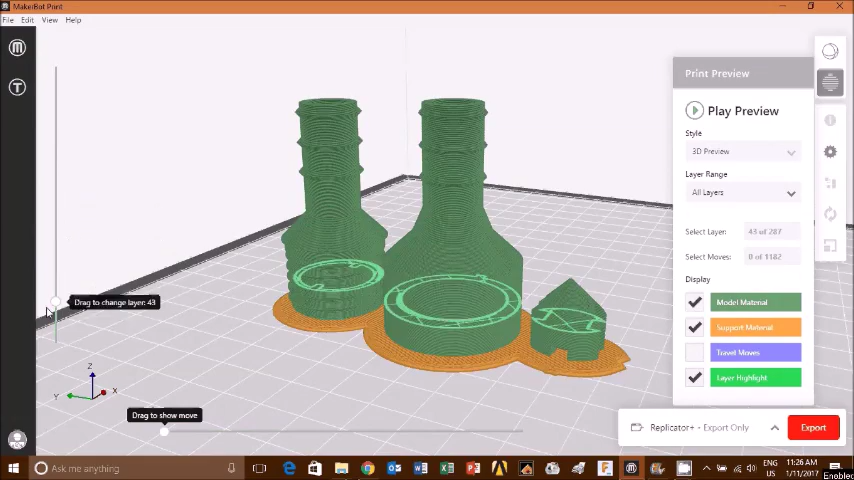 MakerBot Print
File Edit View Help
Print Preview
Play Preview
Style
3D Preview
Layer Range
All Layers
Select Layer: 43 of 287
Select Moves: 0 of 1182
Display
Model Material
Support Material
Travel Moves
Layer Highlight
Drag to change layer: 43
Z
Y X
Drag to show move
Replicator+ - Export Only
Export
Ask me anything
ENG
US
11:26 AM
1/11/2017
Enobled